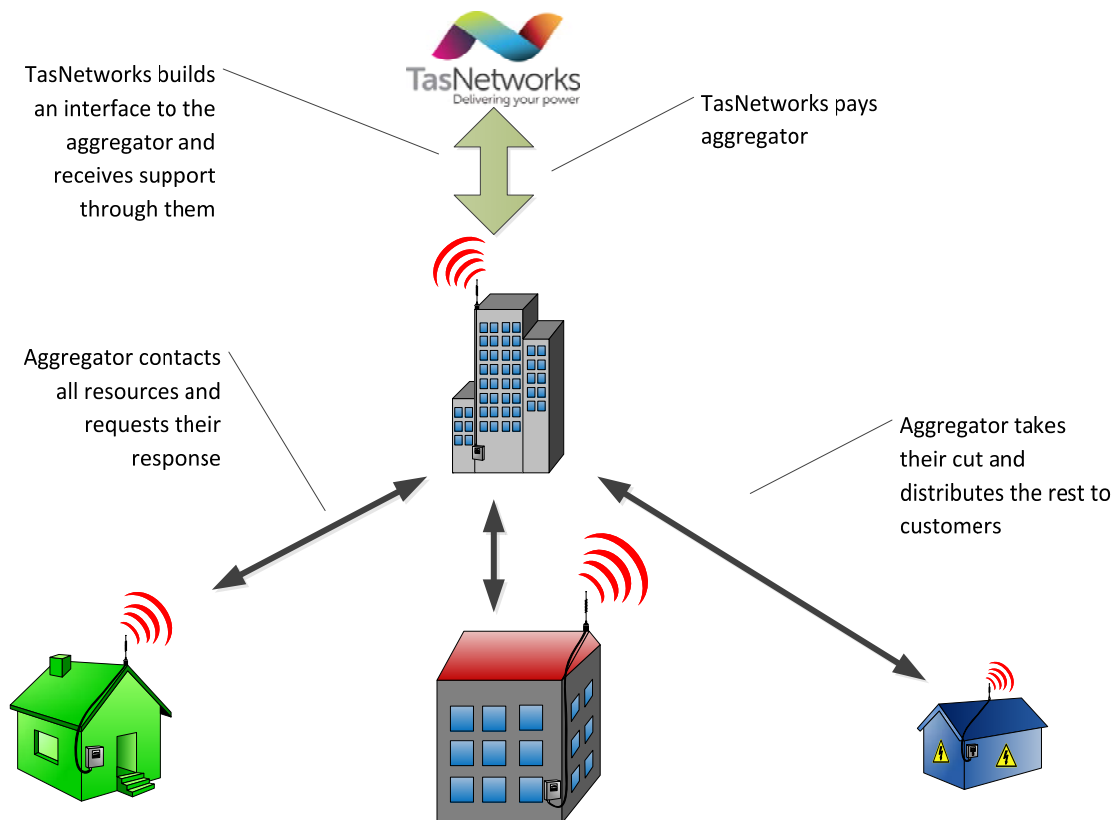 TasNetworks
Delivering your power
TasNetworks builds
an interface to the
aggregator and
receives support
through them
TasNetworks pays
aggregator
Aggregator contacts
all resources and
requests their
response
Aggregator takes
their cut and
distributes the rest to
customers